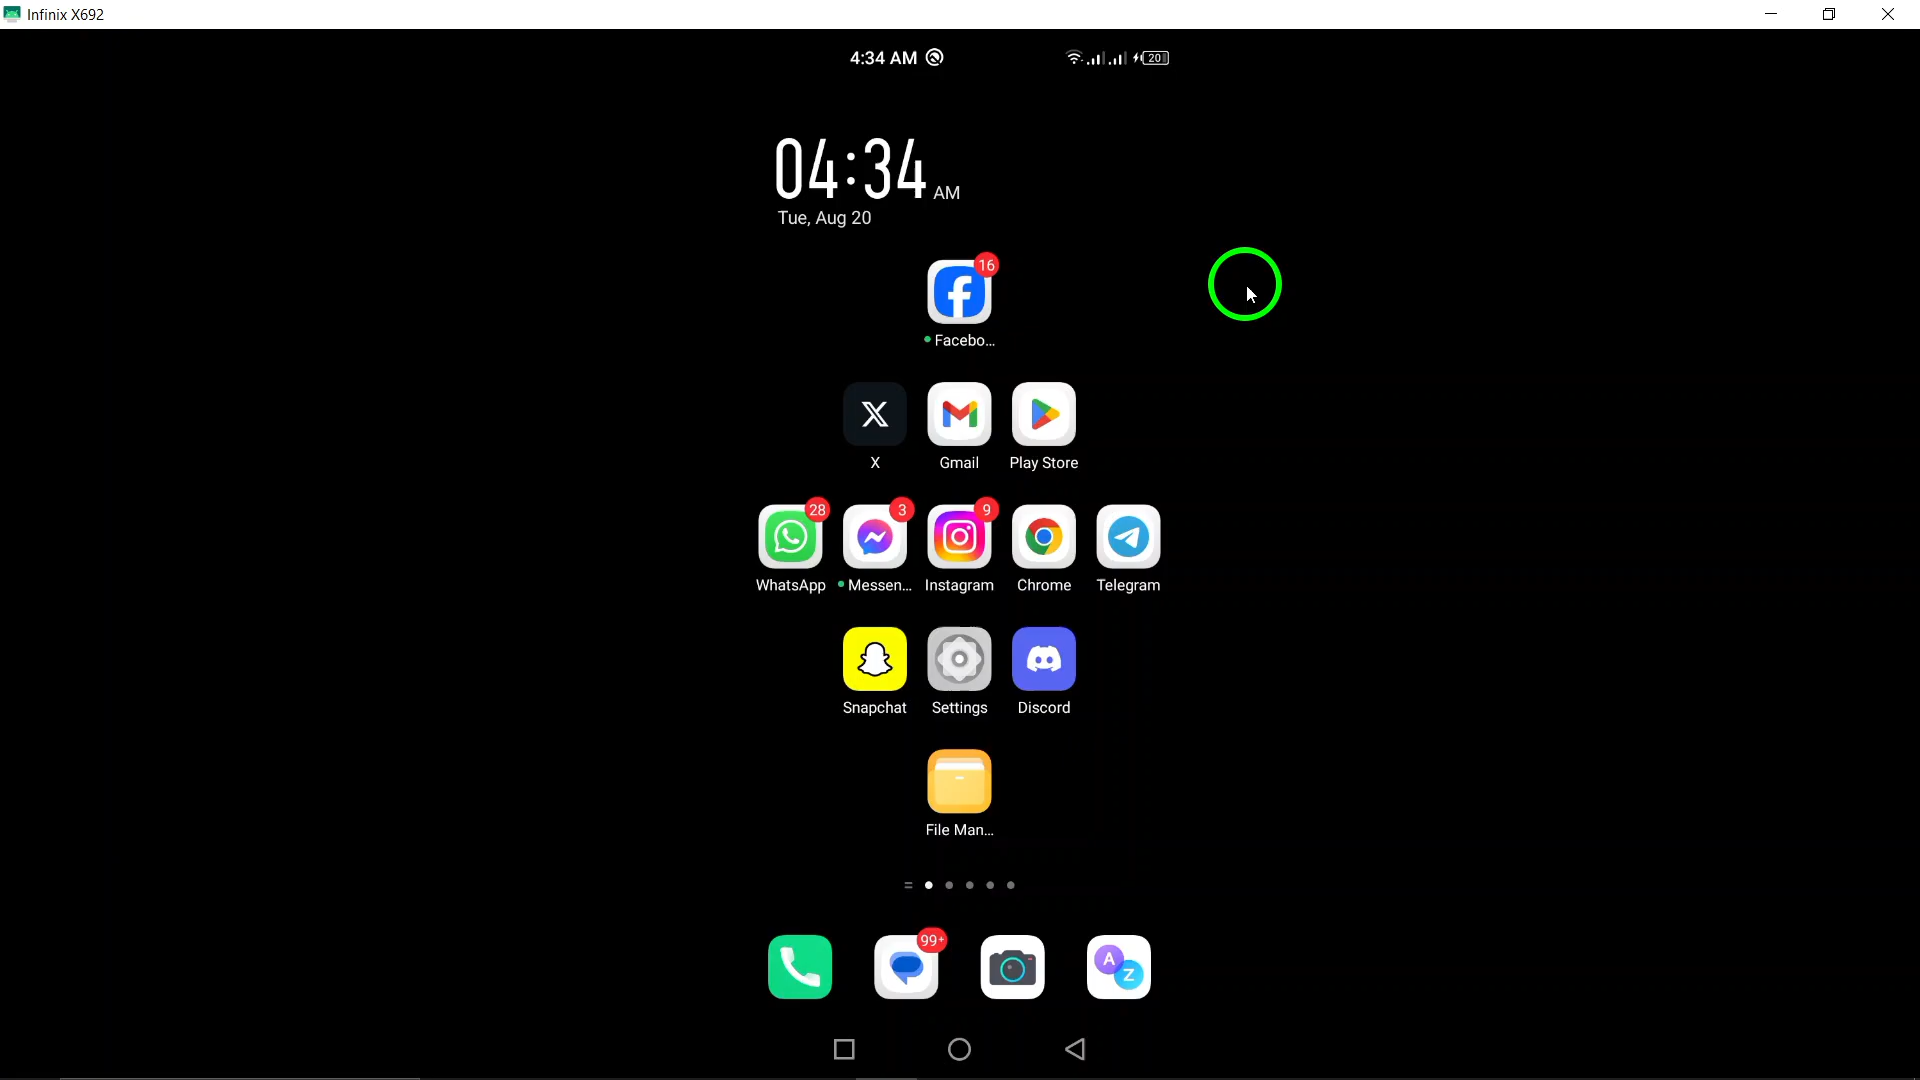 Infinix X692
4:34 AM 20
04:34 AM
Tue, Aug 20
16
Facebo...
X Gmail Play Store
28 3 9
WhatsApp Messen... Instagram Chrome Telegram
Snapchat Settings Discord
File Man...
99+
A Z